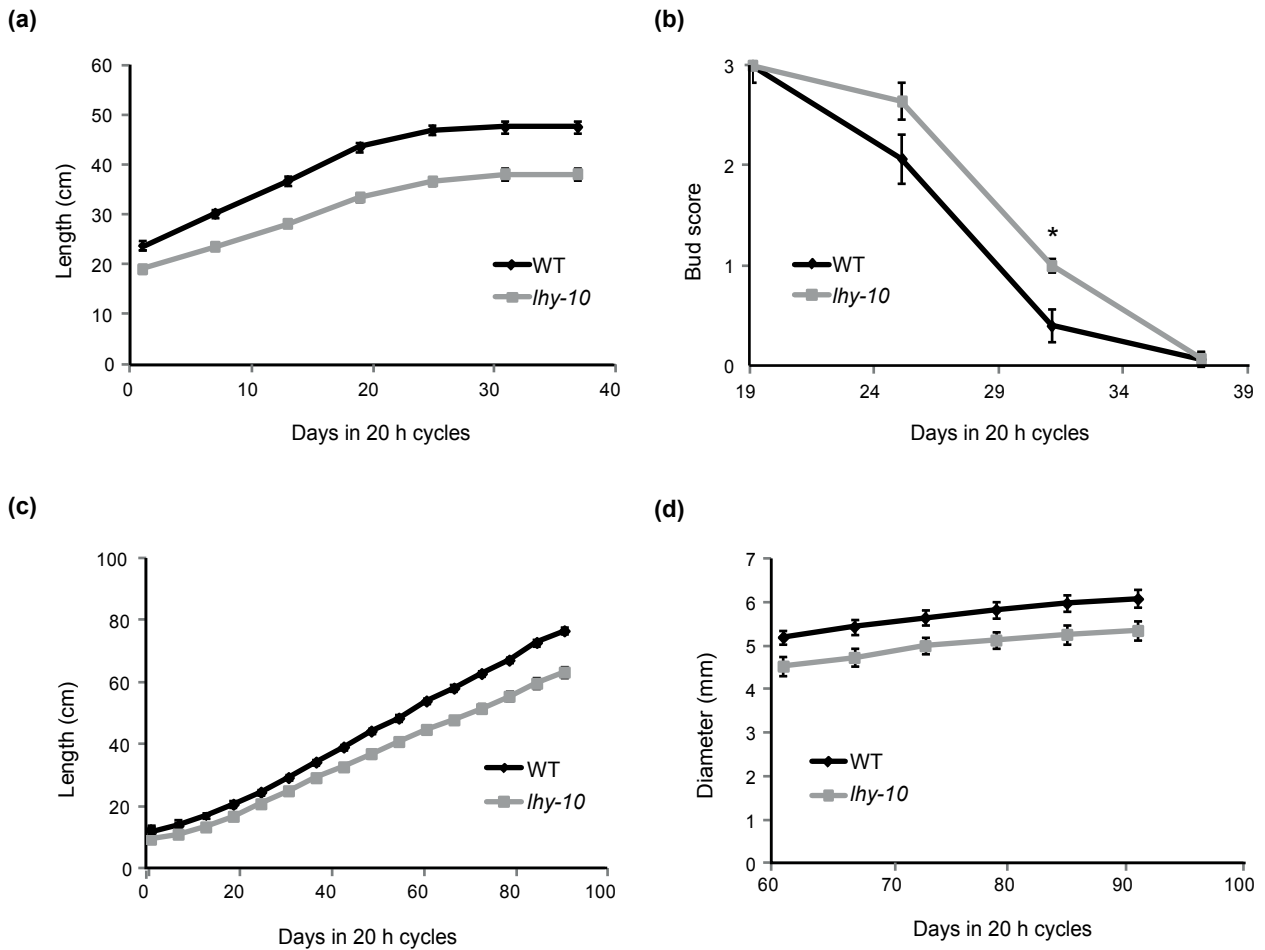 (a)
60
50
40
30
20
10
0
Length (cm)
WT
lhy-10
0 10 20 30 40
Days in 20 h cycles
(b)
3
2
1
0
Bud score
*
WT
lhy-10
19 24 29 34 39
Days in 20 h cycles
(c)
100
80
60
40
20
0
Length (cm)
WT
lhy-10
0 20 40 60 80 100
Days in 20 h cycles
(d)
7
6
5
4
3
2
1
0
Diameter (mm)
WT
lhy-10
60 70 80 90 100
Days in 20 h cycles